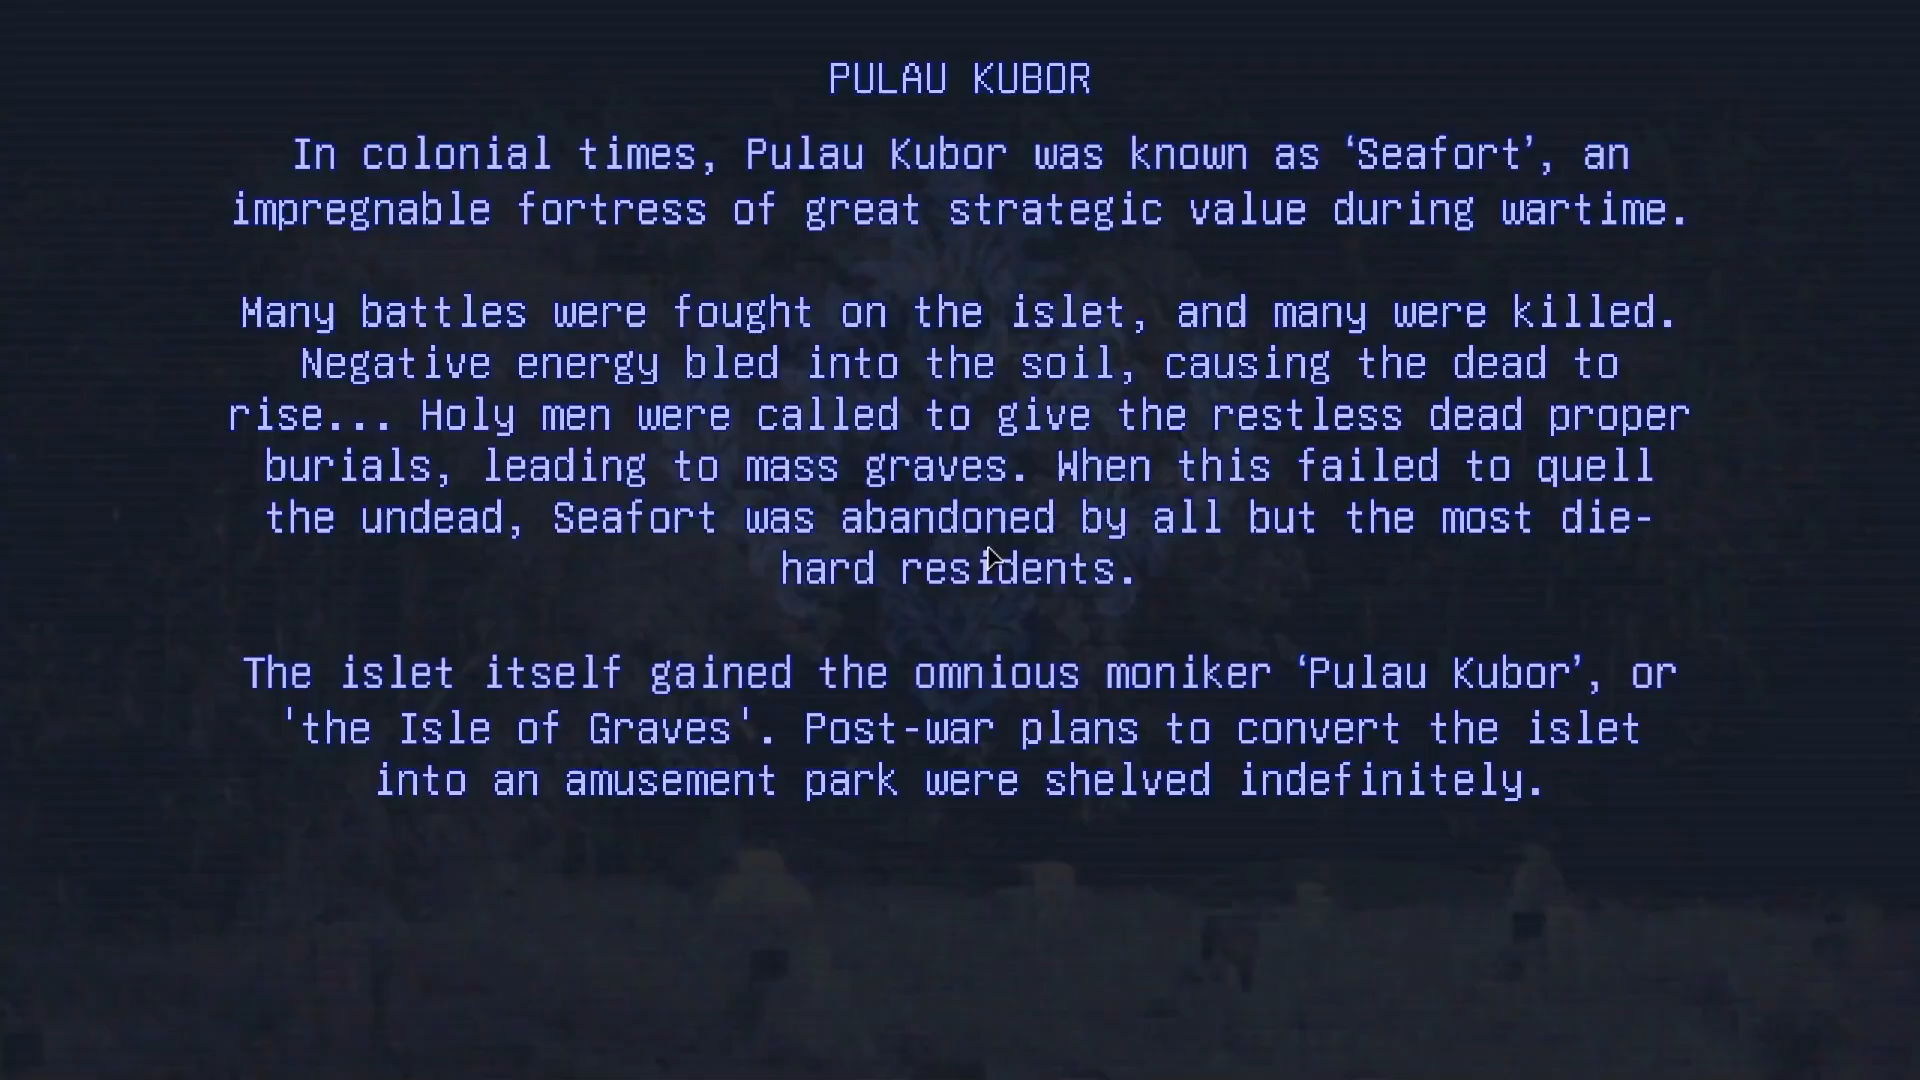 PULAU KUBOR
In colonial times, Pulau Kubor was known as ‘Seafort’, an
impregnable fortress of great strategic value during wartime.
Many battles were fought on the islet, and many were killed.
Negative energy bled into the soil, causing the dead to
rise... Holy men were called to give the restless dead proper
burials, leading to mass graves. When this failed to quell
the undead, Seafort was abandoned by all but the most die-
hard residents.
The islet itself gained the omnious moniker ‘Pulau Kubor’, or
'the Isle of Graves'. Post-war plans to convert the islet
into an amusement park were shelved indefinitely.